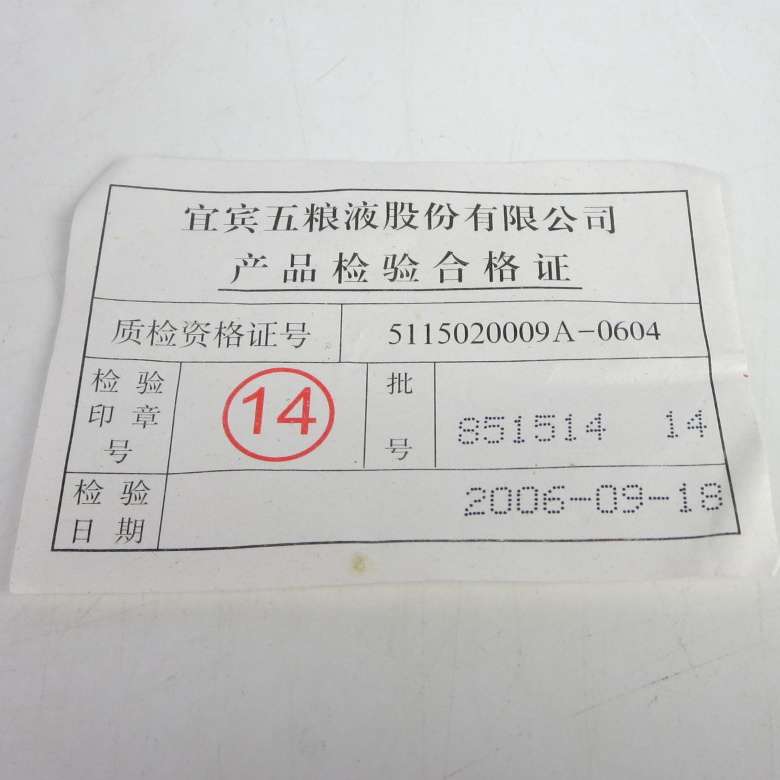 宜宾五粮液股份有限公司
产品检验合格证
质检资格证号 5115020009A-0604
检验印章号 14 批号 851514 14
检验日期 2006-09-18